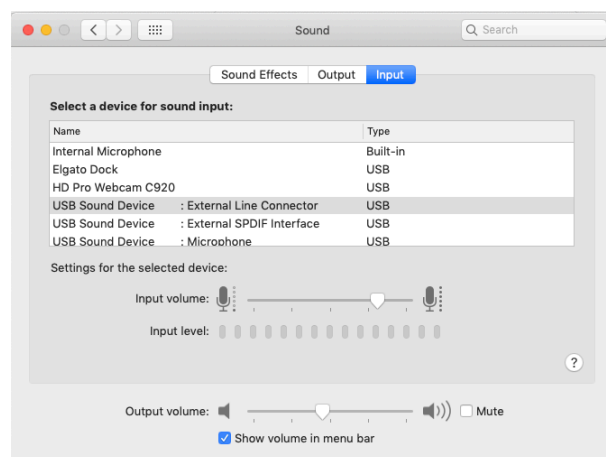 Sound
Search
Sound Effects Output Input
Select a device for sound input:
Name Type
Internal Microphone Built-in
Elgato Dock USB
HD Pro Webcam C920 USB
USB Sound Device : External Line Connector USB
USB Sound Device : External SPDIF Interface USB
USB Sound Device : Microphone USB
Settings for the selected device:
Input volume:
Input level:
?
Output volume: Mute
Show volume in menu bar